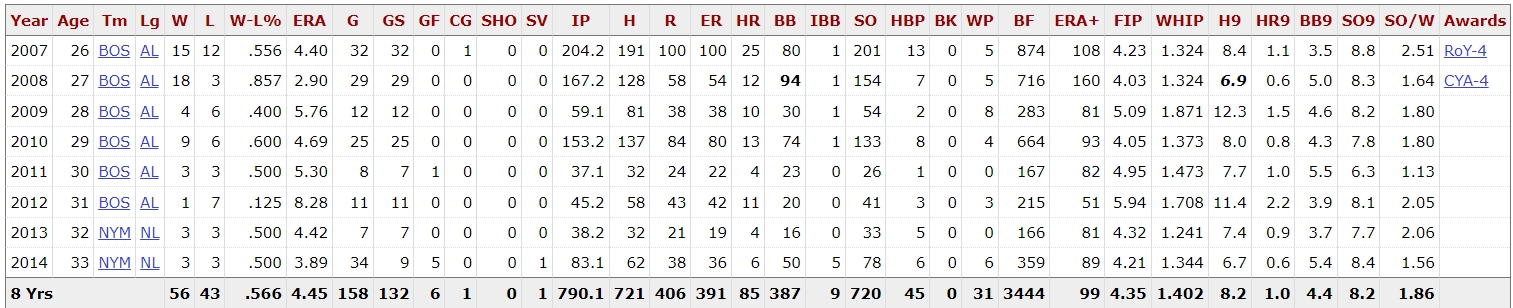 Year Age Tm Lg W L W-L% ERA G GS GF CG SHO SV IP H R ER HR BB IBB SO HBP BK WP BF ERA+ FIP WHIP H9 HR9 BB9 SO9 SO/W Awards
2007 26 BOS AL 15 12 .556 4.40 32 32 0 1 0 0 204.2 191 100 100 25 80 1 201 13 0 5 874 108 4.23 1.324 8.4 1.1 3.5 8.8 2.51 RoY-4
2008 27 BOS AL 18 3 .857 2.90 29 29 0 0 0 0 167.2 128 58 54 12 94 1 154 7 0 5 716 160 4.03 1.324 6.9 0.6 5.0 8.3 1.64 CYA-4
2009 28 BOS AL 4 6 .400 5.76 12 12 0 0 0 0 59.1 81 38 38 10 30 1 54 2 0 8 283 81 5.09 1.871 12.3 1.5 4.6 8.2 1.80
2010 29 BOS AL 9 6 .600 4.69 25 25 0 0 0 0 153.2 137 84 80 13 74 1 133 8 0 4 664 93 4.05 1.373 8.0 0.8 4.3 7.8 1.80
2011 30 BOS AL 3 3 .500 5.30 8 7 1 0 0 0 37.1 32 24 22 4 23 0 26 1 0 0 167 82 4.95 1.473 7.7 1.0 5.5 6.3 1.13
2012 31 BOS AL 1 7 .125 8.28 11 11 0 0 0 0 45.2 58 43 42 11 20 0 41 3 0 3 215 51 5.94 1.708 11.4 2.2 3.9 8.1 2.05
2013 32 NYM NL 3 3 .500 4.42 7 7 0 0 0 0 38.2 32 21 19 4 16 0 33 5 0 0 166 81 4.32 1.241 7.4 0.9 3.7 7.7 2.06
2014 33 NYM NL 3 3 .500 3.89 34 9 5 0 0 1 83.1 62 38 36 6 50 5 78 6 0 6 359 89 4.21 1.344 6.7 0.6 5.4 8.4 1.56
8 Yrs 56 43 .566 4.45 158 132 6 1 0 1 790.1 721 406 391 85 387 9 720 45 0 31 3444 99 4.35 1.402 8.2 1.0 4.4 8.2 1.86